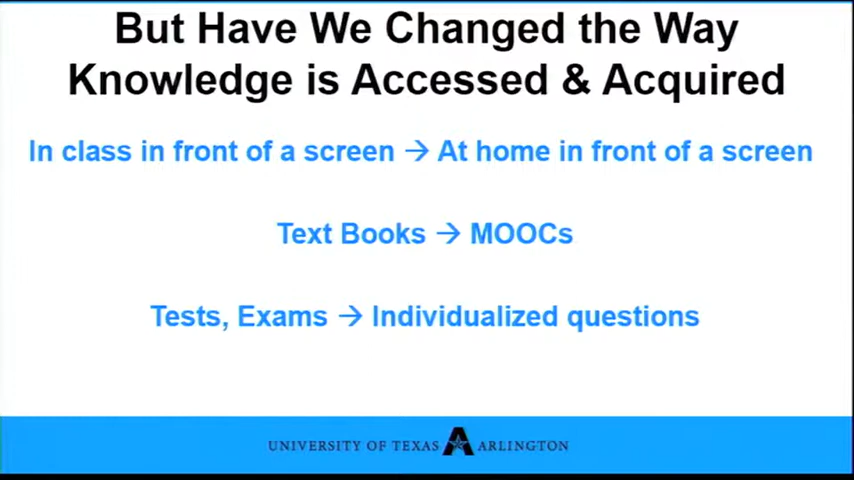 But Have We Changed the Way
Knowledge is Accessed & Acquired
In class in front of a screen → At home in front of a screen
Text Books → MOOCs
Tests, Exams → Individualized questions
UNIVERSITY OF TEXAS A ARLINGTON